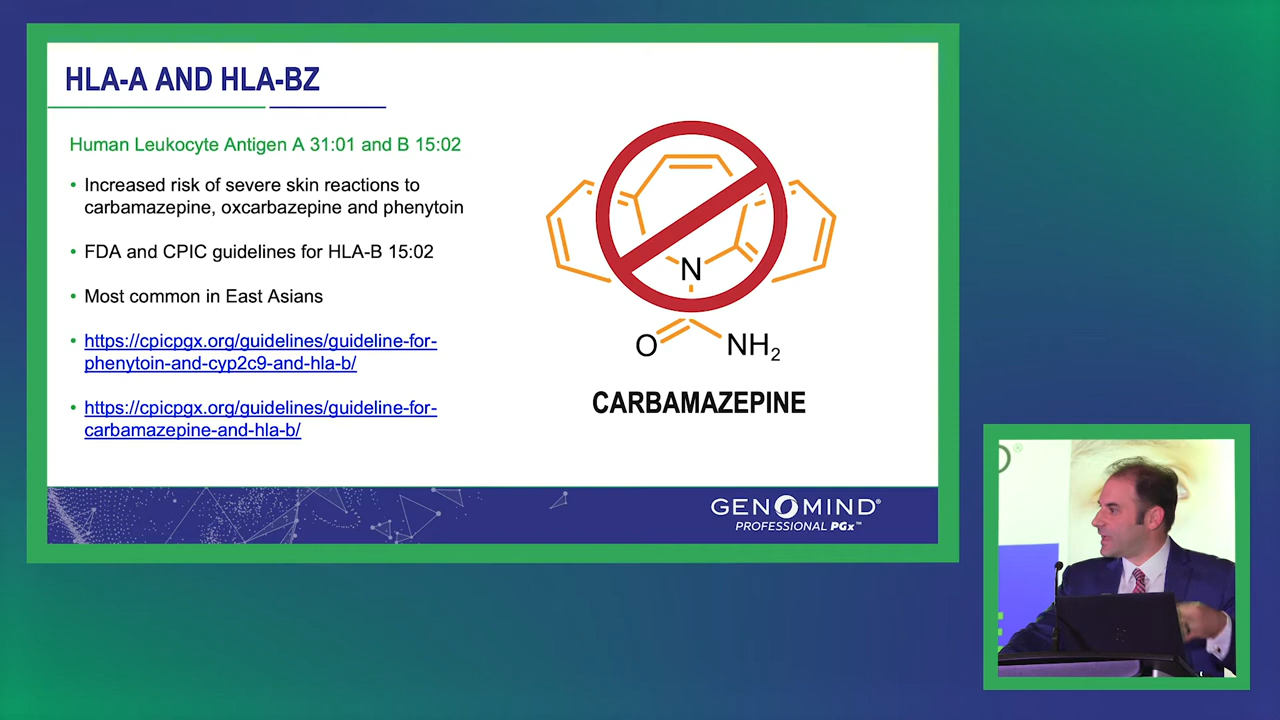 HLA-A AND HLA-BZ
Human Leukocyte Antigen A 31:01 and B 15:02
• Increased risk of severe skin reactions to
carbamazepine, oxcarbazepine and phenytoin
• FDA and CPIC guidelines for HLA-B 15:02
• Most common in East Asians
• https://cpicpgx.org/guidelines/guideline-for-
phenytoin-and-cyp2c9-and-hla-b/
• https://cpicpgx.org/guidelines/guideline-for-
carbamazepine-and-hla-b/
N
O
NH₂
CARBAMAZEPINE
GENOMIND®
PROFESSIONAL PGx™